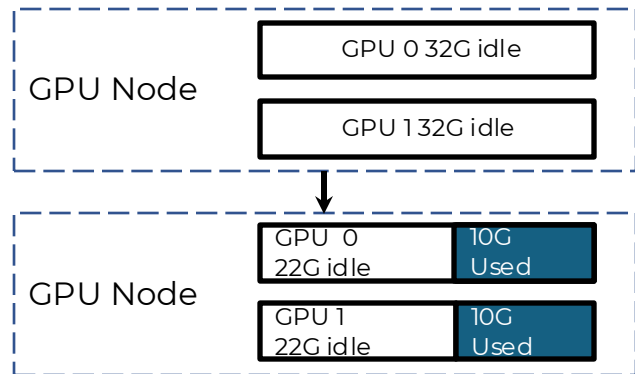 GPU Node
GPU 0 32G idle
GPU 1 32G idle
GPU Node
GPU 0
22G idle
10G
Used
GPU 1
22G idle
10G
Used